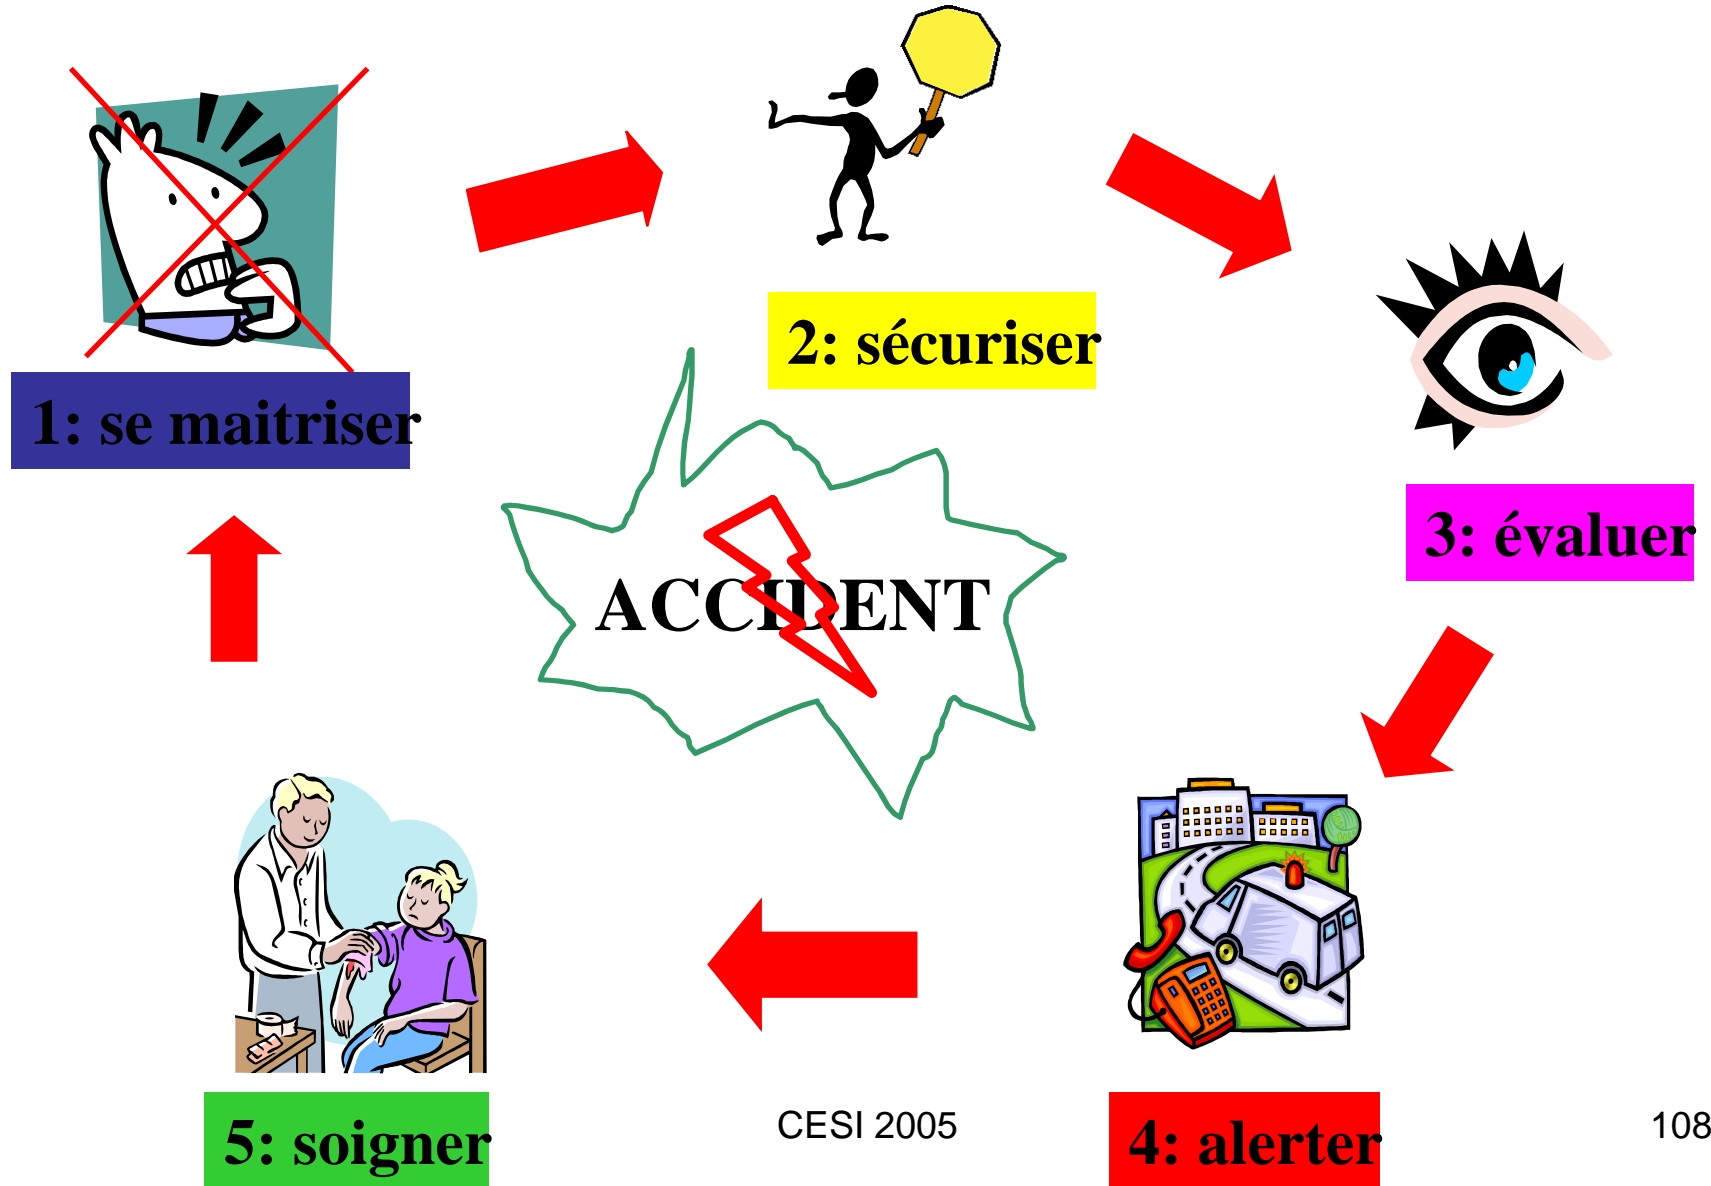 1: se maitriser
2: sécuriser
3: évaluer
ACCIDENT
4: alerter
5: soigner
CESI 2005
108